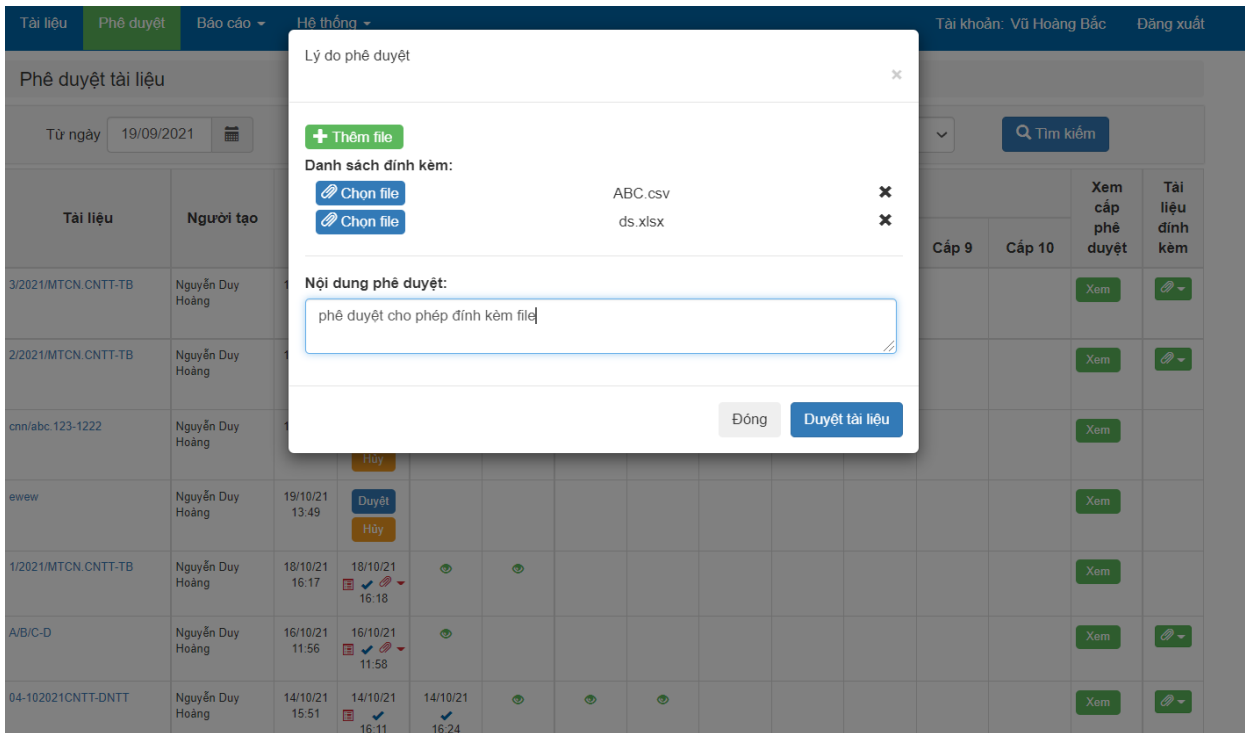 Tài liệu Phê duyệt Báo cáo Hệ thống Tài khoản: Vũ Hoàng Bắc Đăng xuất
Phê duyệt tài liệu
Từ ngày 19/09/2021 Tìm kiếm
Lý do phê duyệt
×
Thêm file
Danh sách đính kèm:
Chọn file ABC.csv
Chọn file ds.xlsx
Nội dung phê duyệt:
phê duyệt cho phép đính kèm file
Đóng Duyệt tài liệu
Tài liệu Người tạo Cấp 9 Cấp 10
Xem
cấp
phê
duyệt
Tài
liệu
đính
kèm
3/2021/MTCN.CNTT-TB Nguyễn Duy
Hoàng
1
Xem
2/2021/MTCN.CNTT-TB Nguyễn Duy
Hoàng
1
Xem
cnn/abc.123-1222 Nguyễn Duy
Hoàng
1
Hủy
Xem
ewew Nguyễn Duy
Hoàng
19/10/21
13:49
Duyệt
Hủy
Xem
1/2021/MTCN.CNTT-TB Nguyễn Duy
Hoàng
18/10/21
16:17
18/10/21
16:18
Xem
A/B/C-D Nguyễn Duy
Hoàng
16/10/21
11:56
16/10/21
11:58
Xem
04-102021CNTT-DNTT Nguyễn Duy
Hoàng
14/10/21
15:51
14/10/21
16:11
14/10/21
16:24
Xem